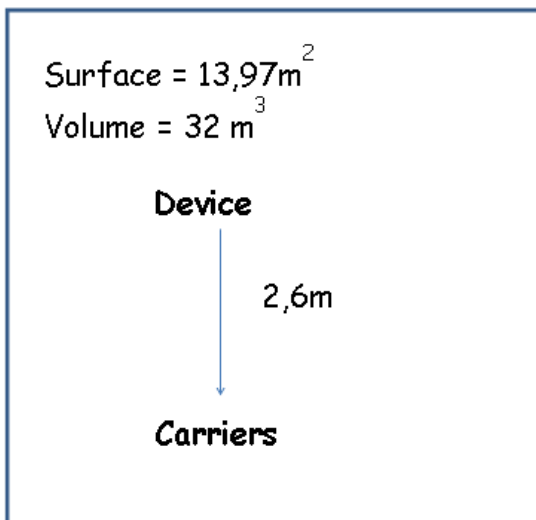 Surface = 13,97m²
Volume = 32 m³
Device
2,6m
Carriers